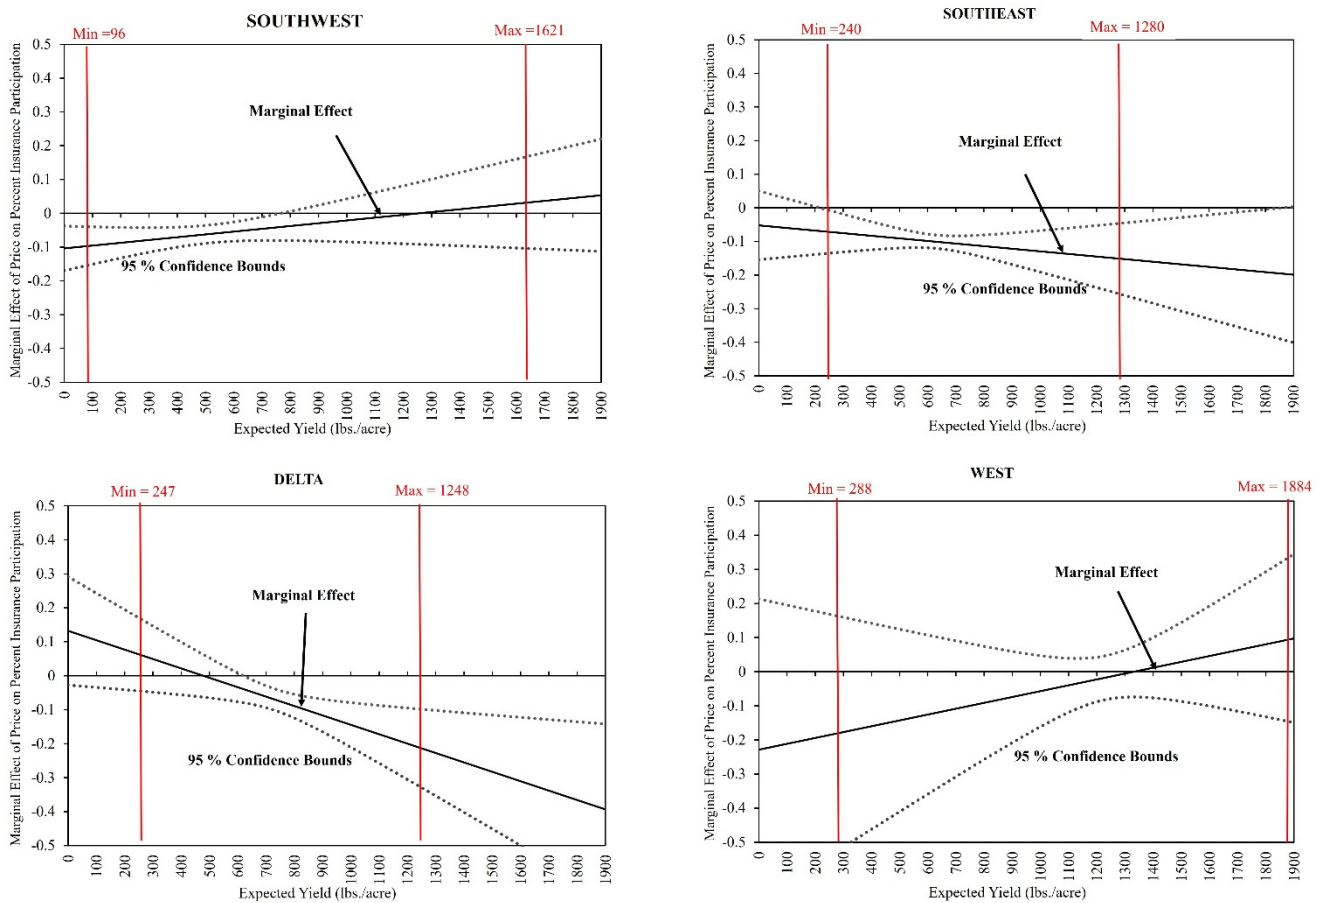 SOUTHWEST
Min =96
Max =1621
Marginal Effect of Price on Percent Insurance Participation
0.5
0.4
0.3
0.2
0.1
0
-0.1
-0.2
-0.3
-0.4
-0.5
Marginal Effect
95 % Confidence Bounds
0 100 200 300 400 500 600 700 800 900 1000 1100 1200 1300 1400 1500 1600 1700 1800 1900
Expected Yield (lbs./acre)
SOUTHEAST
Min =240
Max =1280
Marginal Effect of Price on Percent Insurance Participation
0.5
0.4
0.3
0.2
0.1
0
-0.1
-0.2
-0.3
-0.4
-0.5
Marginal Effect
95 % Confidence Bounds
0 100 200 300 400 500 600 700 800 900 1000 1100 1200 1300 1400 1500 1600 1700 1800 1900
Expected Yield (lbs./acre)
DELTA
Min = 247
Max = 1248
Marginal Effect of Price on Percent Insurance Participation
0.5
0.4
0.3
0.2
0.1
0
-0.1
-0.2
-0.3
-0.4
-0.5
Marginal Effect
95 % Confidence Bounds
0 100 200 300 400 500 600 700 800 900 1000 1100 1200 1300 1400 1500 1600 1700 1800 1900
Expected Yield (lbs./acre)
WEST
Min = 288
Max = 1884
Marginal Effect of Price on Percent Insurance Participation
0.5
0.4
0.3
0.2
0.1
0
-0.1
-0.2
-0.3
-0.4
-0.5
Marginal Effect
95 % Confidence Bounds
0 100 200 300 400 500 600 700 800 900 1000 1100 1200 1300 1400 1500 1600 1700 1800 1900
Expected Yield (lbs./acre)